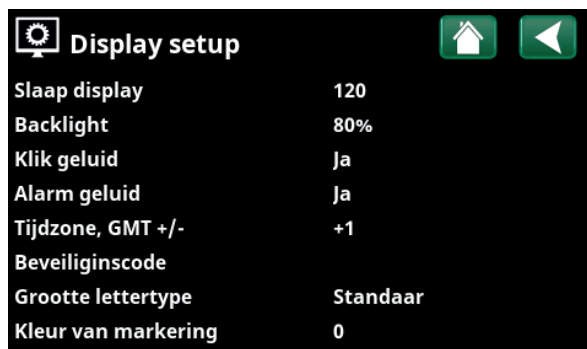 Display setup
Slaap display 120
Backlight 80%
Klik geluid Ja
Alarm geluid Ja
Tijdzone, GMT +/- +1
Beveiliginscode
Grootte lettertype Standaar
Kleur van markering 0